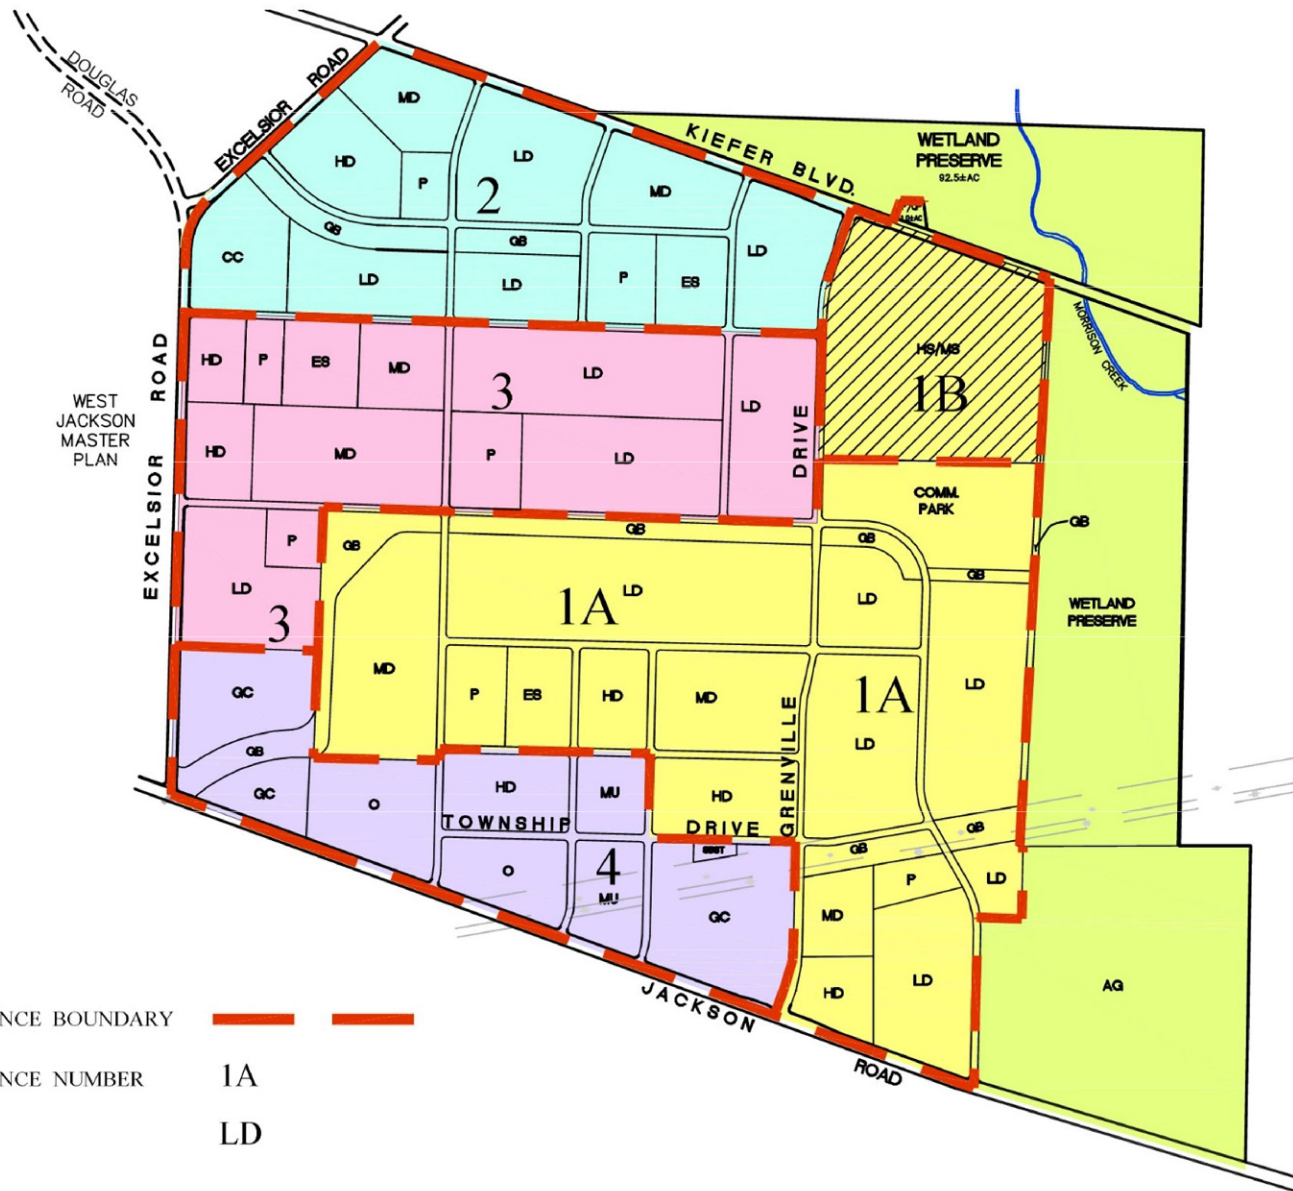 DOUGLAS
ROAD
EXCELSIOR ROAD
MD
HD
P
LD
2
KIEFER BLVD.
WETLAND
PRESERVE
92.5±AC
MD
GB
GB
CC
LD
LD
P
ES
LD
MORRISON CREEK
HS/MS
1B
WEST
JACKSON
MASTER
PLAN
EXCELSIOR ROAD
HD
P
ES
MD
3
LD
LD
HD
MD
P
LD
GRENVILLE DRIVE
COMM.
PARK
GB
P
LD
3
GB
GB
GB
GB
LD
1A
LD
WETLAND
PRESERVE
MD
P
ES
HD
MD
1A
LD
LD
GC
GB
GC
O
HD
MU
HD
TOWNSHIP DRIVE
SBST
GB
GB
O
4
MU
GC
P
LD
MD
HD
LD
AG
JACKSON ROAD
NCE BOUNDARY
NCE NUMBER 1A
LD